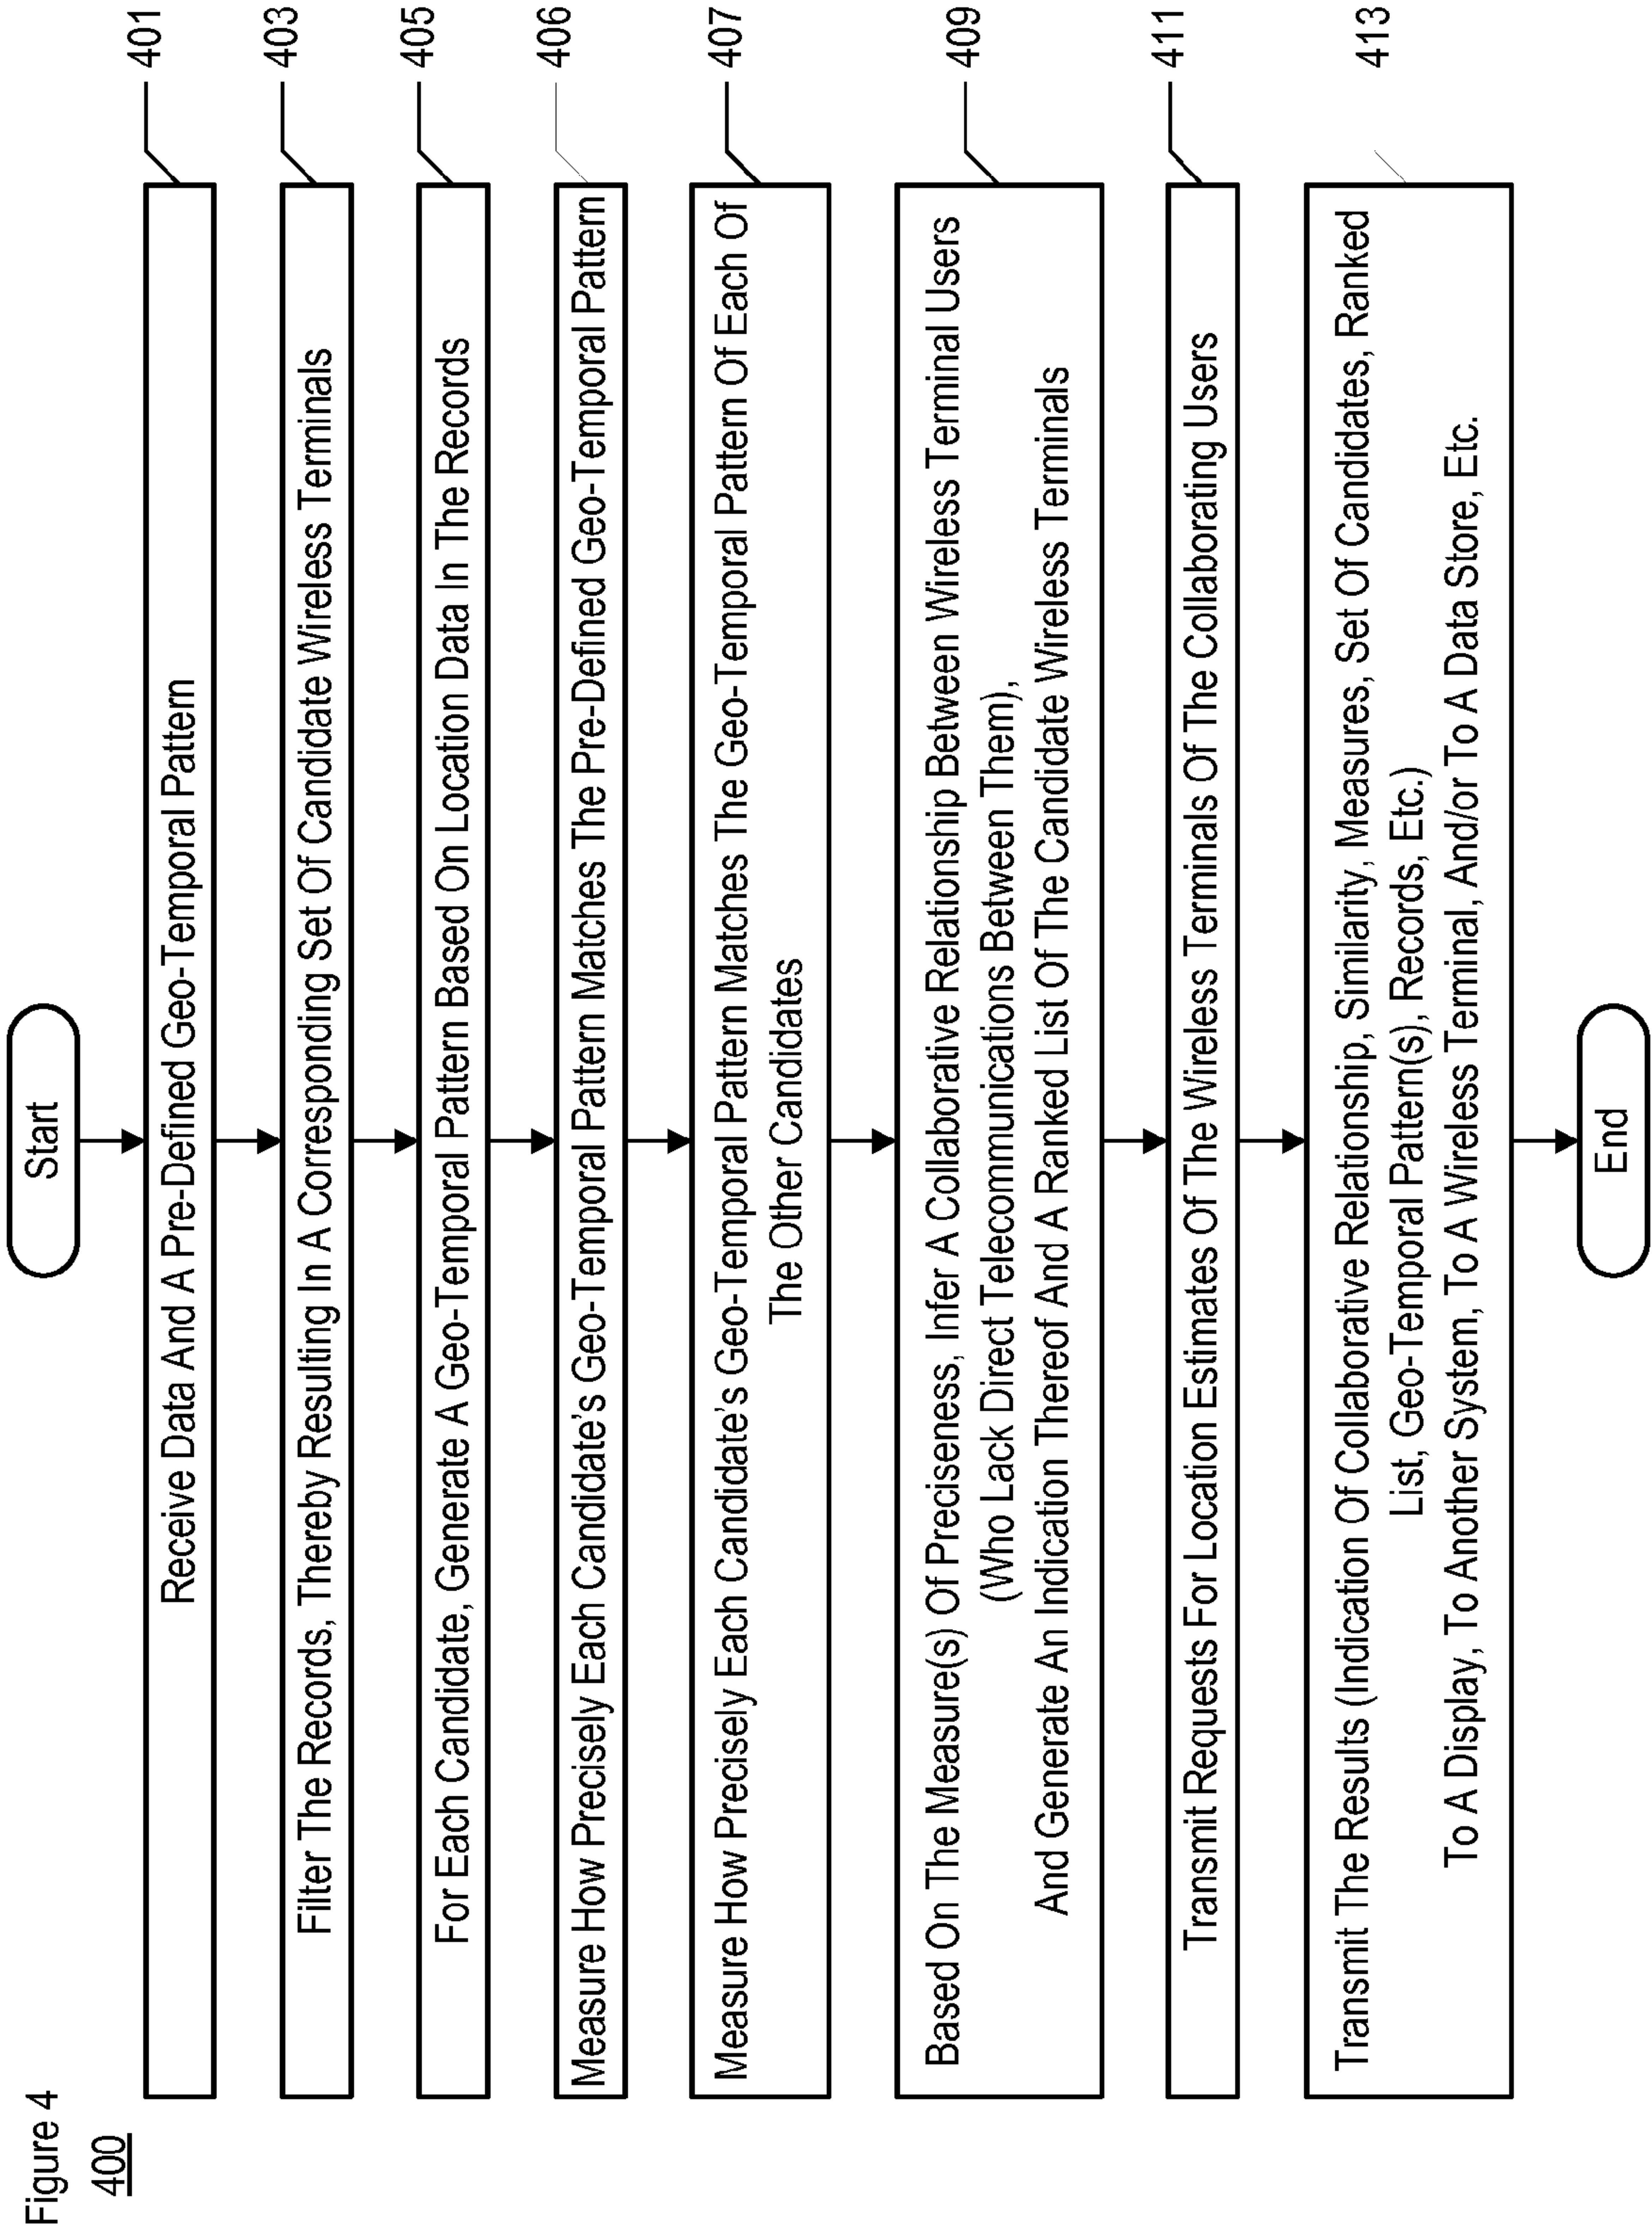 Figure 4
400
Start
Receive Data And A Pre-Defined Geo-Temporal Pattern
401
Filter The Records, Thereby Resulting In A Corresponding Set Of Candidate Wireless Terminals
403
For Each Candidate, Generate A Geo-Temporal Pattern Based On Location Data In The Records
405
Measure How Precisely Each Candidate's Geo-Temporal Pattern Matches The Pre-Defined Geo-Temporal Pattern
406
Measure How Precisely Each Candidate's Geo-Temporal Pattern Matches The Geo-Temporal Pattern Of Each Of
The Other Candidates
407
Based On The Measure(s) Of Preciseness, Infer A Collaborative Relationship Between Wireless Terminal Users
(Who Lack Direct Telecommunications Between Them),
And Generate An Indication Thereof And A Ranked List Of The Candidate Wireless Terminals
409
Transmit Requests For Location Estimates Of The Wireless Terminals Of The Collaborating Users
411
Transmit The Results (Indication Of Collaborative Relationship, Similarity, Measures, Set Of Candidates, Ranked
List, Geo-Temporal Pattern(s), Records, Etc.)
To A Display, To Another System, To A Wireless Terminal, And/or To A Data Store, Etc.
413
End